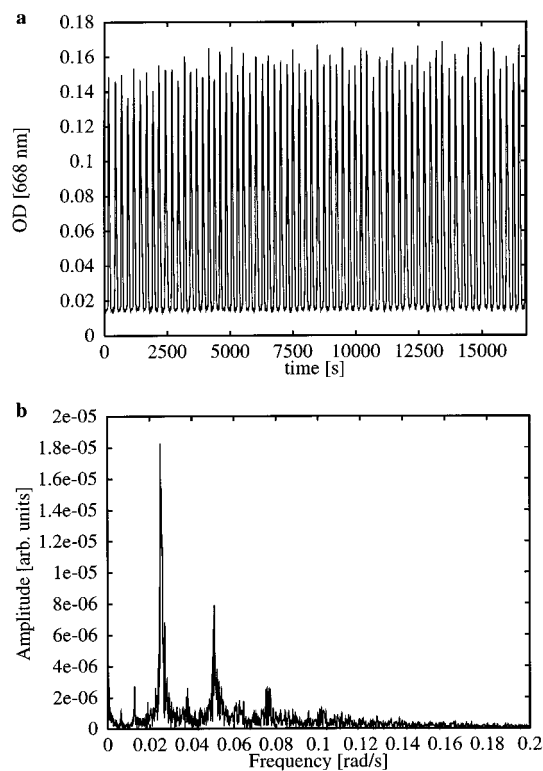 a
0.18
0.16
0.14
0.12
0.1
0.08
0.06
0.04
0.02
0
OD [668 nm]
0 2500 5000 7500 10000 12500 15000
time [s]
b
2e-05
1.8e-05
1.6e-05
1.4e-05
1.2e-05
1e-05
8e-06
6e-06
4e-06
2e-06
0
Amplitude [arb. units]
0 0.02 0.04 0.06 0.08 0.1 0.12 0.14 0.16 0.18 0.2
Frequency [rad/s]